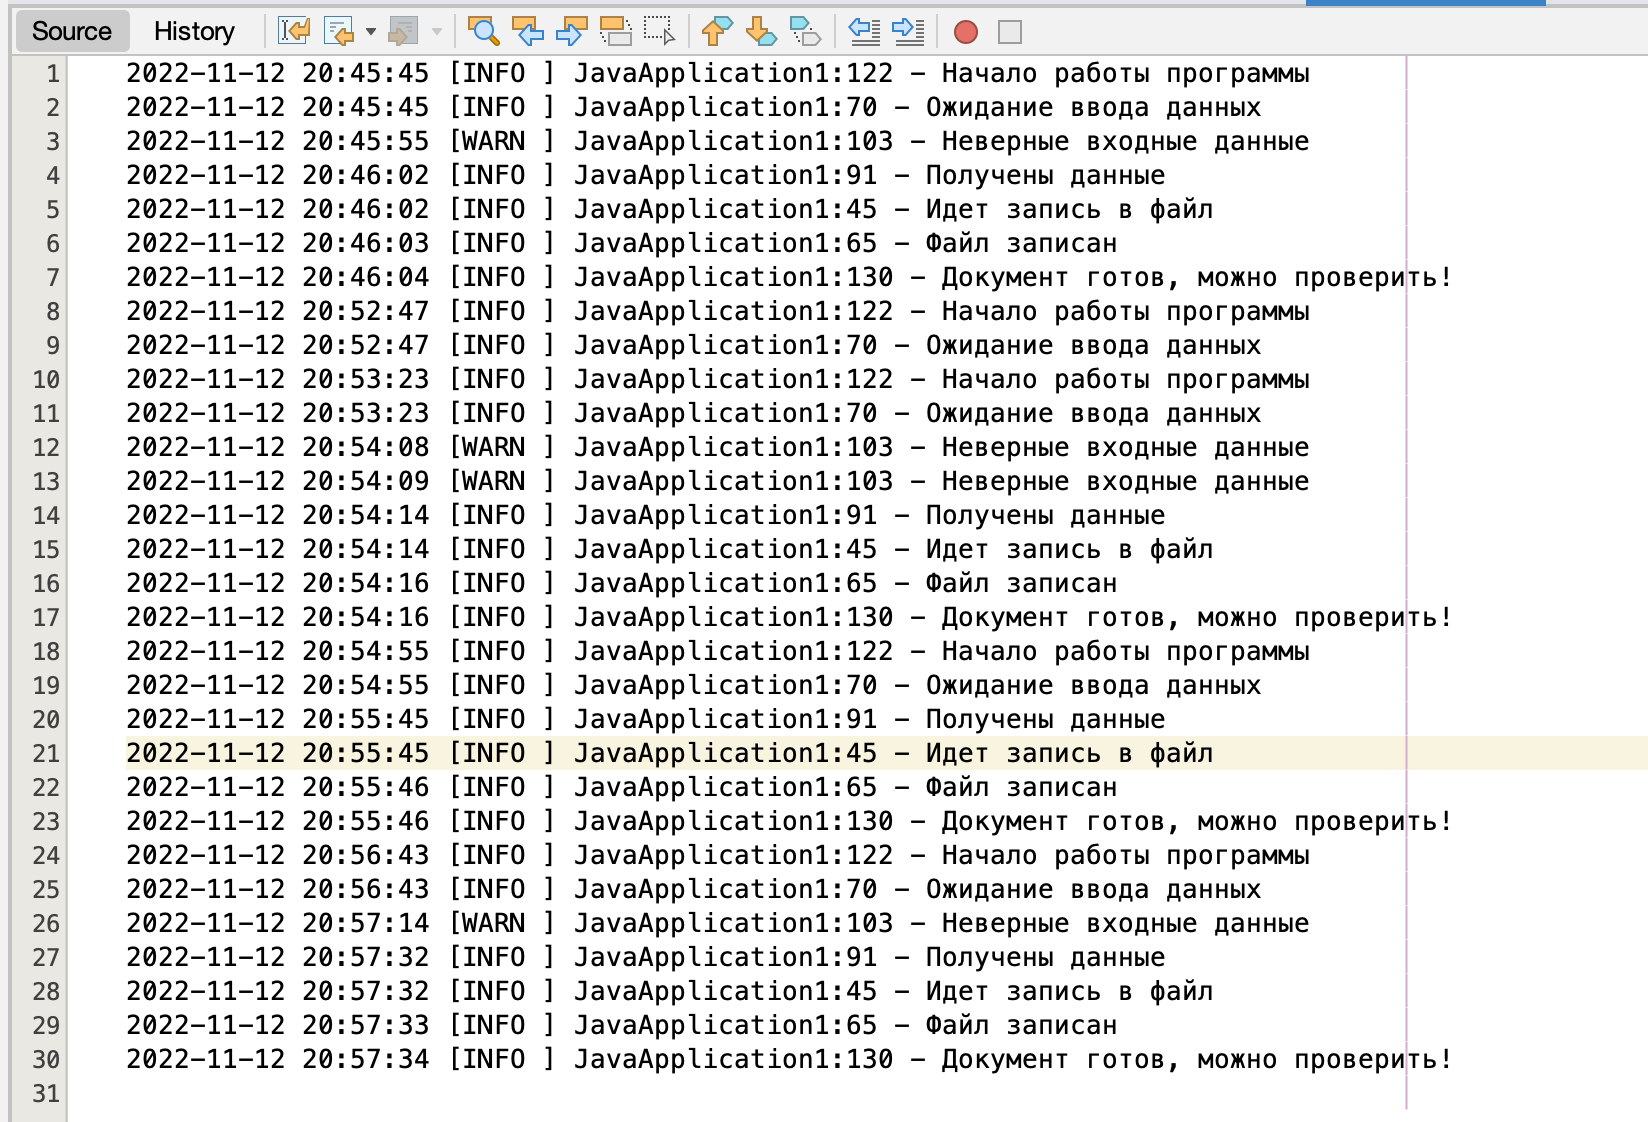 Source History
1 2022-11-12 20:45:45 [INFO ] JavaApplication1:122 - Начало работы программы
2 2022-11-12 20:45:45 [INFO ] JavaApplication1:70 - Ожидание ввода данных
3 2022-11-12 20:45:55 [WARN ] JavaApplication1:103 - Неверные входные данные
4 2022-11-12 20:46:02 [INFO ] JavaApplication1:91 - Получены данные
5 2022-11-12 20:46:02 [INFO ] JavaApplication1:45 - Идет запись в файл
6 2022-11-12 20:46:03 [INFO ] JavaApplication1:65 - Файл записан
7 2022-11-12 20:46:04 [INFO ] JavaApplication1:130 - Документ готов, можно проверить!
8 2022-11-12 20:52:47 [INFO ] JavaApplication1:122 - Начало работы программы
9 2022-11-12 20:52:47 [INFO ] JavaApplication1:70 - Ожидание ввода данных
10 2022-11-12 20:53:23 [INFO ] JavaApplication1:122 - Начало работы программы
11 2022-11-12 20:53:23 [INFO ] JavaApplication1:70 - Ожидание ввода данных
12 2022-11-12 20:54:08 [WARN ] JavaApplication1:103 - Неверные входные данные
13 2022-11-12 20:54:09 [WARN ] JavaApplication1:103 - Неверные входные данные
14 2022-11-12 20:54:14 [INFO ] JavaApplication1:91 - Получены данные
15 2022-11-12 20:54:14 [INFO ] JavaApplication1:45 - Идет запись в файл
16 2022-11-12 20:54:16 [INFO ] JavaApplication1:65 - Файл записан
17 2022-11-12 20:54:16 [INFO ] JavaApplication1:130 - Документ готов, можно проверить!
18 2022-11-12 20:54:55 [INFO ] JavaApplication1:122 - Начало работы программы
19 2022-11-12 20:54:55 [INFO ] JavaApplication1:70 - Ожидание ввода данных
20 2022-11-12 20:55:45 [INFO ] JavaApplication1:91 - Получены данные
21 2022-11-12 20:55:45 [INFO ] JavaApplication1:45 - Идет запись в файл
22 2022-11-12 20:55:46 [INFO ] JavaApplication1:65 - Файл записан
23 2022-11-12 20:55:46 [INFO ] JavaApplication1:130 - Документ готов, можно проверить!
24 2022-11-12 20:56:43 [INFO ] JavaApplication1:122 - Начало работы программы
25 2022-11-12 20:56:43 [INFO ] JavaApplication1:70 - Ожидание ввода данных
26 2022-11-12 20:57:14 [WARN ] JavaApplication1:103 - Неверные входные данные
27 2022-11-12 20:57:32 [INFO ] JavaApplication1:91 - Получены данные
28 2022-11-12 20:57:32 [INFO ] JavaApplication1:45 - Идет запись в файл
29 2022-11-12 20:57:33 [INFO ] JavaApplication1:65 - Файл записан
30 2022-11-12 20:57:34 [INFO ] JavaApplication1:130 - Документ готов, можно проверить!
31